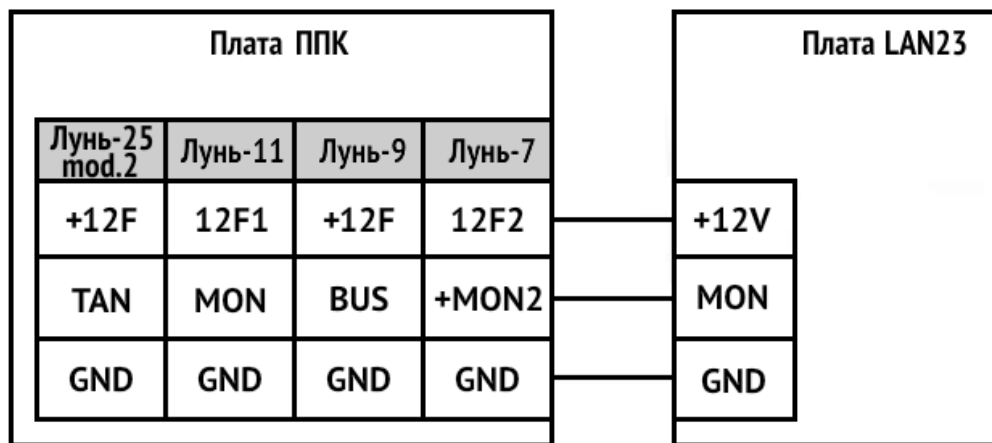 Плата ППК
Плата LAN23
Лунь-25 mod.2 Лунь-11 Лунь-9 Лунь-7
+12F 12F1 +12F 12F2 +12V
TAN MON BUS +MON2 MON
GND GND GND GND GND